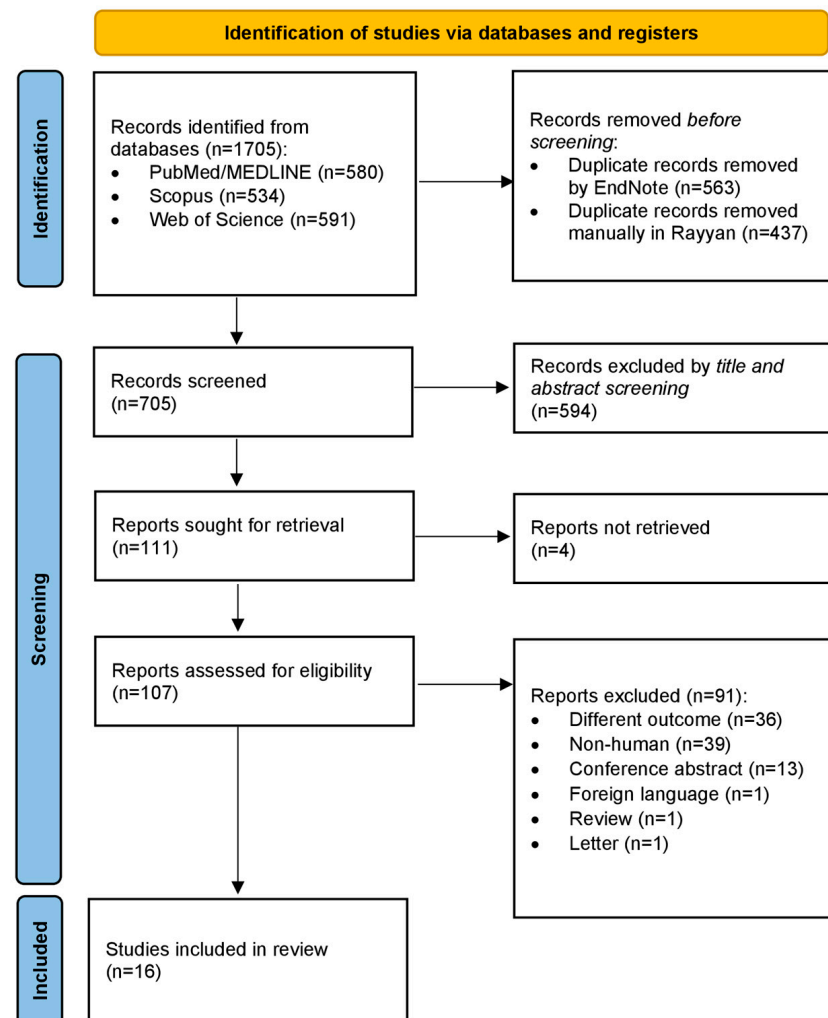 Identification of studies via databases and registers
Identification
Records identified from
databases (n=1705):
• PubMed/MEDLINE (n=580)
• Scopus (n=534)
• Web of Science (n=591)
Records removed before
screening:
• Duplicate records removed
by EndNote (n=563)
• Duplicate records removed
manually in Rayyan (n=437)
Screening
Records screened
(n=705)
Records excluded by title and
abstract screening
(n=594)
Reports sought for retrieval
(n=111)
Reports not retrieved
(n=4)
Reports assessed for eligibility
(n=107)
Reports excluded (n=91):
• Different outcome (n=36)
• Non-human (n=39)
• Conference abstract (n=13)
• Foreign language (n=1)
• Review (n=1)
• Letter (n=1)
Included
Studies included in review
(n=16)